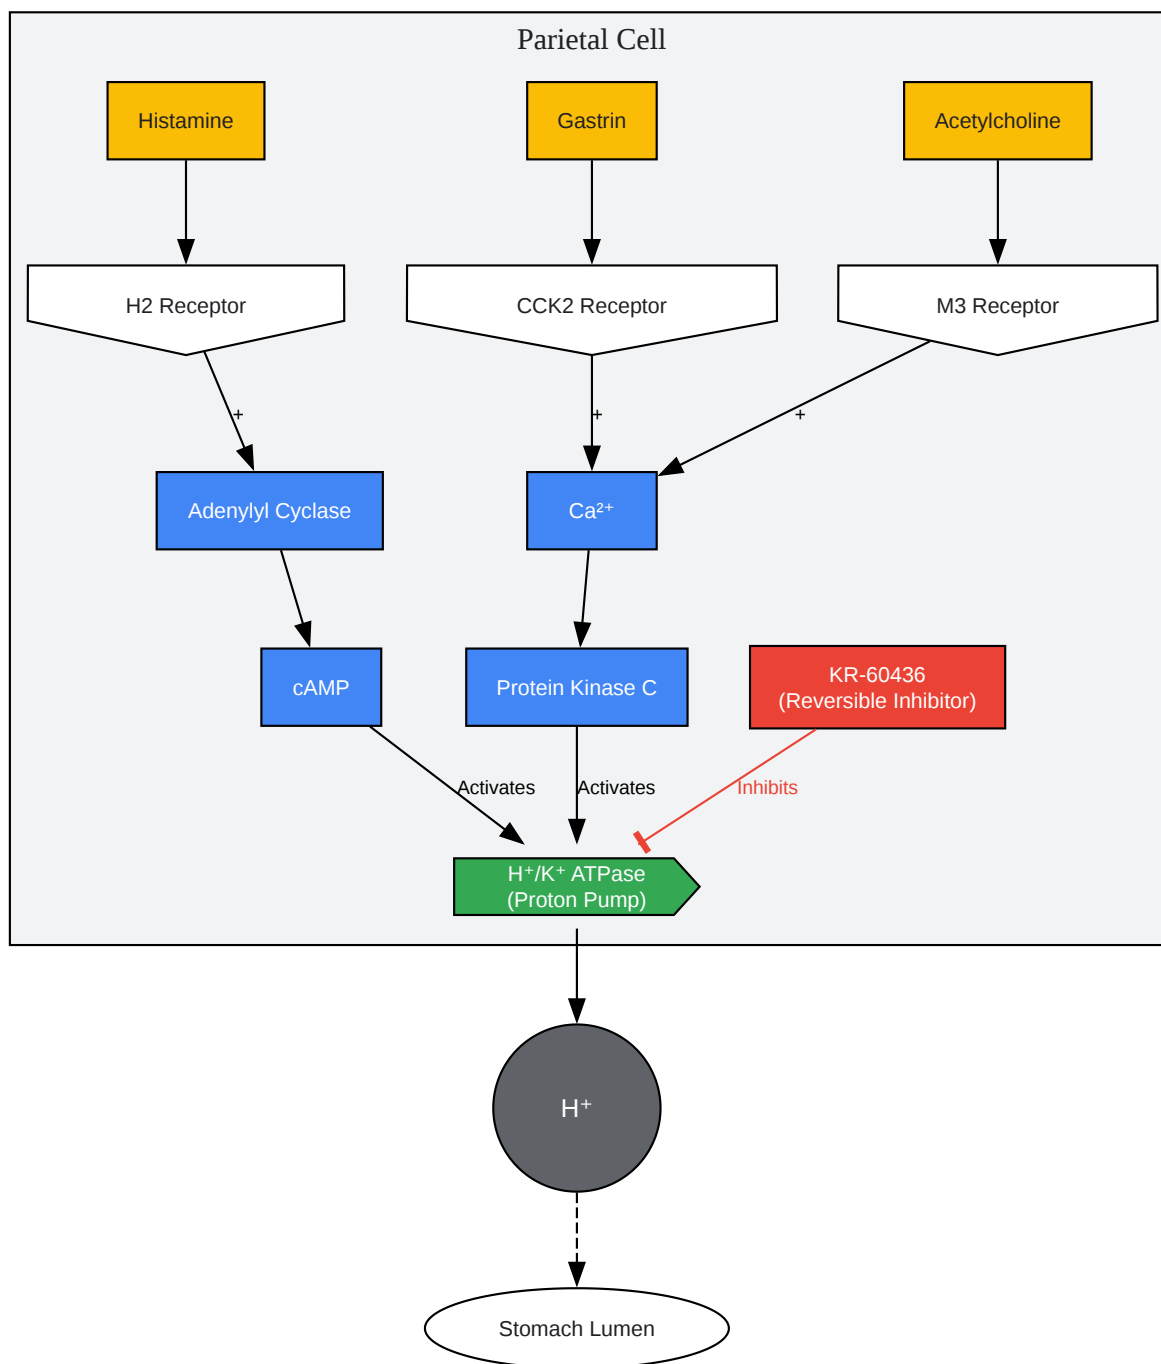 Parietal Cell
Histamine
Gastrin
Acetylcholine
H2 Receptor
CCK2 Receptor
M3 Receptor
+
+
+
Adenylyl Cyclase
Ca²⁺
cAMP
Protein Kinase C
KR-60436
(Reversible Inhibitor)
Activates
Activates
Inhibits
H⁺/K⁺ ATPase
(Proton Pump)
H⁺
Stomach Lumen